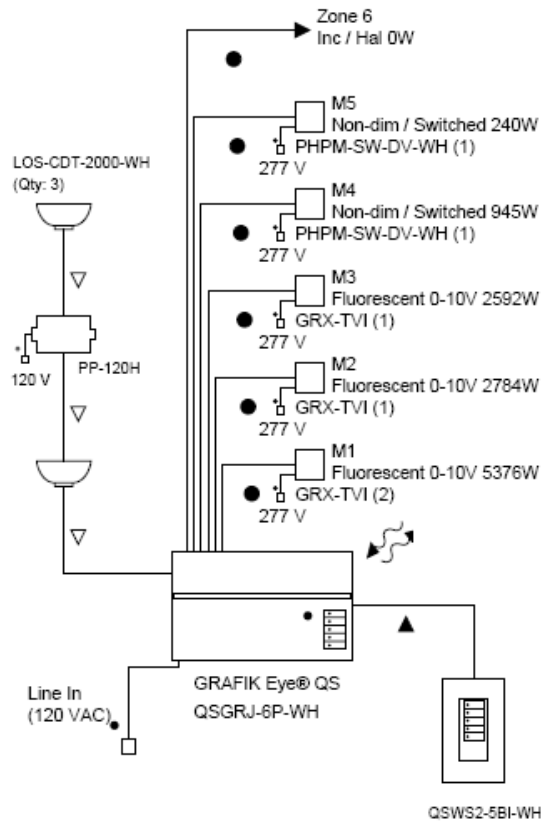 Zone 6
Inc / Hal 0W
M5
Non-dim / Switched 240W
PHPM-SW-DV-WH (1)
277 V
M4
Non-dim / Switched 945W
PHPM-SW-DV-WH (1)
277 V
M3
Fluorescent 0-10V 2592W
GRX-TVI (1)
277 V
M2
Fluorescent 0-10V 2784W
GRX-TVI (1)
277 V
M1
Fluorescent 0-10V 5376W
GRX-TVI (2)
277 V
LOS-CDT-2000-WH
(Qty: 3)
120 V
PP-120H
Line In
(120 VAC)
GRAFIK Eye® QS
QSGRJ-6P-WH
QSWS2-5BI-WH